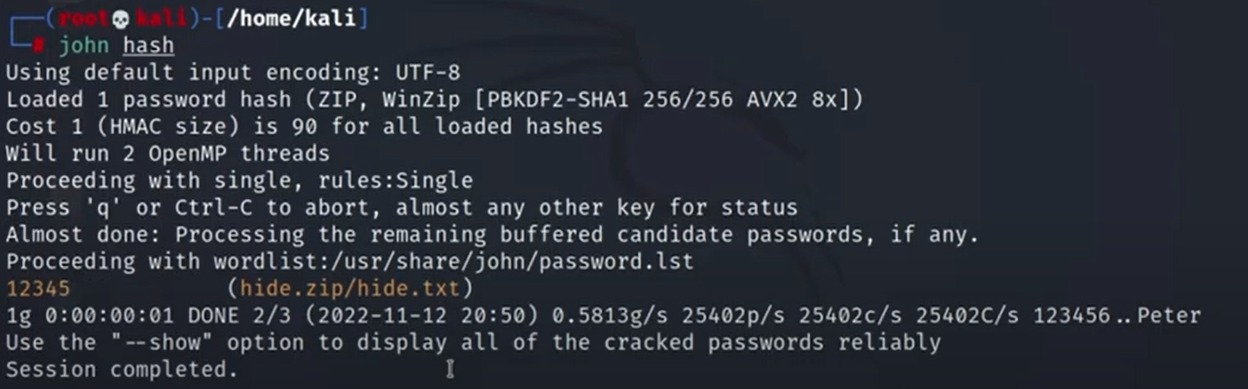 (root💀kali)-[/home/kali]
# john hash
Using default input encoding: UTF-8
Loaded 1 password hash (ZIP, WinZip [PBKDF2-SHA1 256/256 AVX2 8x])
Cost 1 (HMAC size) is 90 for all loaded hashes
Will run 2 OpenMP threads
Proceeding with single, rules:Single
Press 'q' or Ctrl-C to abort, almost any other key for status
Almost done: Processing the remaining buffered candidate passwords, if any.
Proceeding with wordlist:/usr/share/john/password.lst
12345            (hide.zip/hide.txt)
1g 0:00:00:01 DONE 2/3 (2022-11-12 20:50) 0.5813g/s 25402p/s 25402c/s 25402C/s 123456..Peter
Use the "--show" option to display all of the cracked passwords reliably
Session completed.